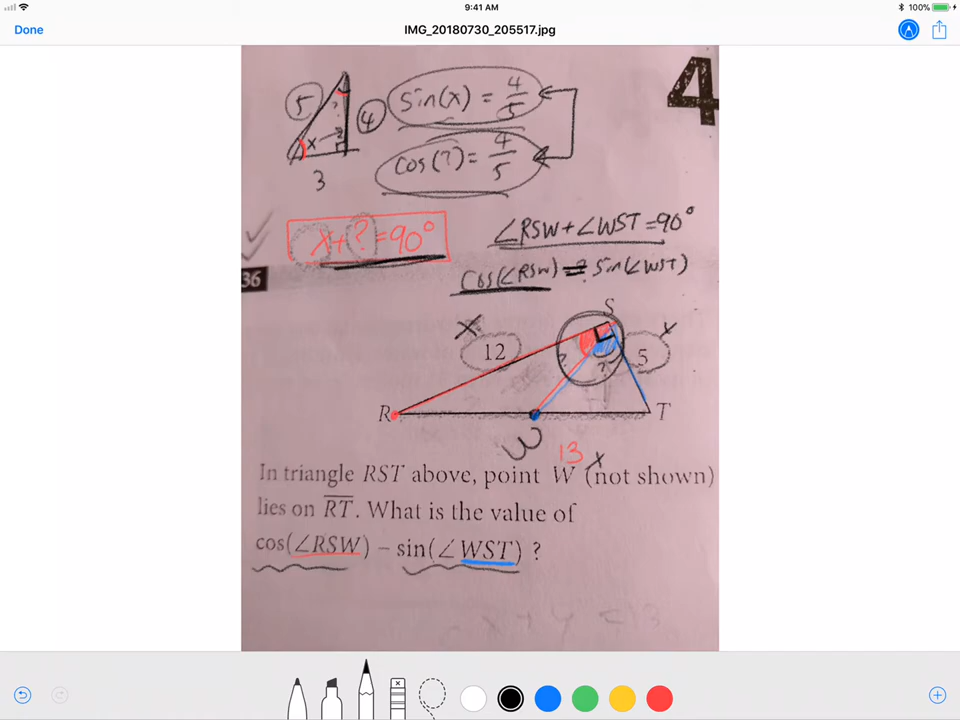 9:41 AM
100%
Done
IMG_20180730_205517.jpg
4
5
4
x
?
3
sin(x) = 4/5
cos(?) = 4/5
x+?=90°
∠RSW+∠WST=90°
36
cos(∠RSW) = sin(∠WST)
S
x
12
x
5
?
?
R
T
W
13
x
In triangle RST above, point W (not shown)
lies on RT. What is the value of
cos(∠RSW) − sin(∠WST) ?